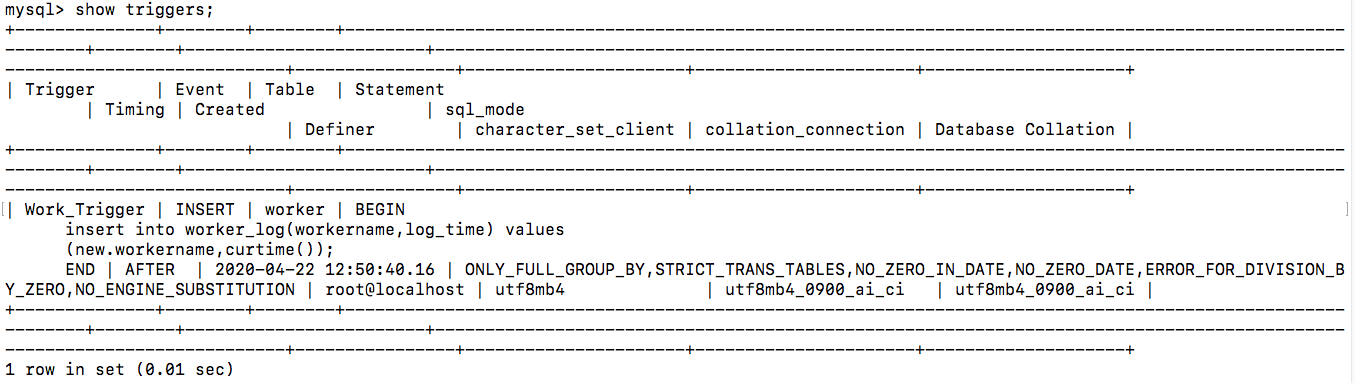 mysql> show triggers;
+--------------+--------+--------+----------------------------------------------------------------------------------------------------
--------+--------+------------------------+-------------------------------------------------------------------------------------------
----------------------------+----------------+----------------------+----------------------+--------------------+
| Trigger      | Event  | Table  | Statement
        | Timing | Created                | sql_mode
                            | Definer        | character_set_client | collation_connection | Database Collation |
+--------------+--------+--------+----------------------------------------------------------------------------------------------------
--------+--------+------------------------+-------------------------------------------------------------------------------------------
----------------------------+----------------+----------------------+----------------------+--------------------+
| Work_Trigger | INSERT | worker | BEGIN
      insert into worker_log(workername,log_time) values
      (new.workername,curtime());
      END | AFTER  | 2020-04-22 12:50:40.16 | ONLY_FULL_GROUP_BY,STRICT_TRANS_TABLES,NO_ZERO_IN_DATE,NO_ZERO_DATE,ERROR_FOR_DIVISION_B
Y_ZERO,NO_ENGINE_SUBSTITUTION | root@localhost | utf8mb4              | utf8mb4_0900_ai_ci   | utf8mb4_0900_ai_ci |
+--------------+--------+--------+----------------------------------------------------------------------------------------------------
--------+--------+------------------------+-------------------------------------------------------------------------------------------
----------------------------+----------------+----------------------+----------------------+--------------------+
1 row in set (0.01 sec)